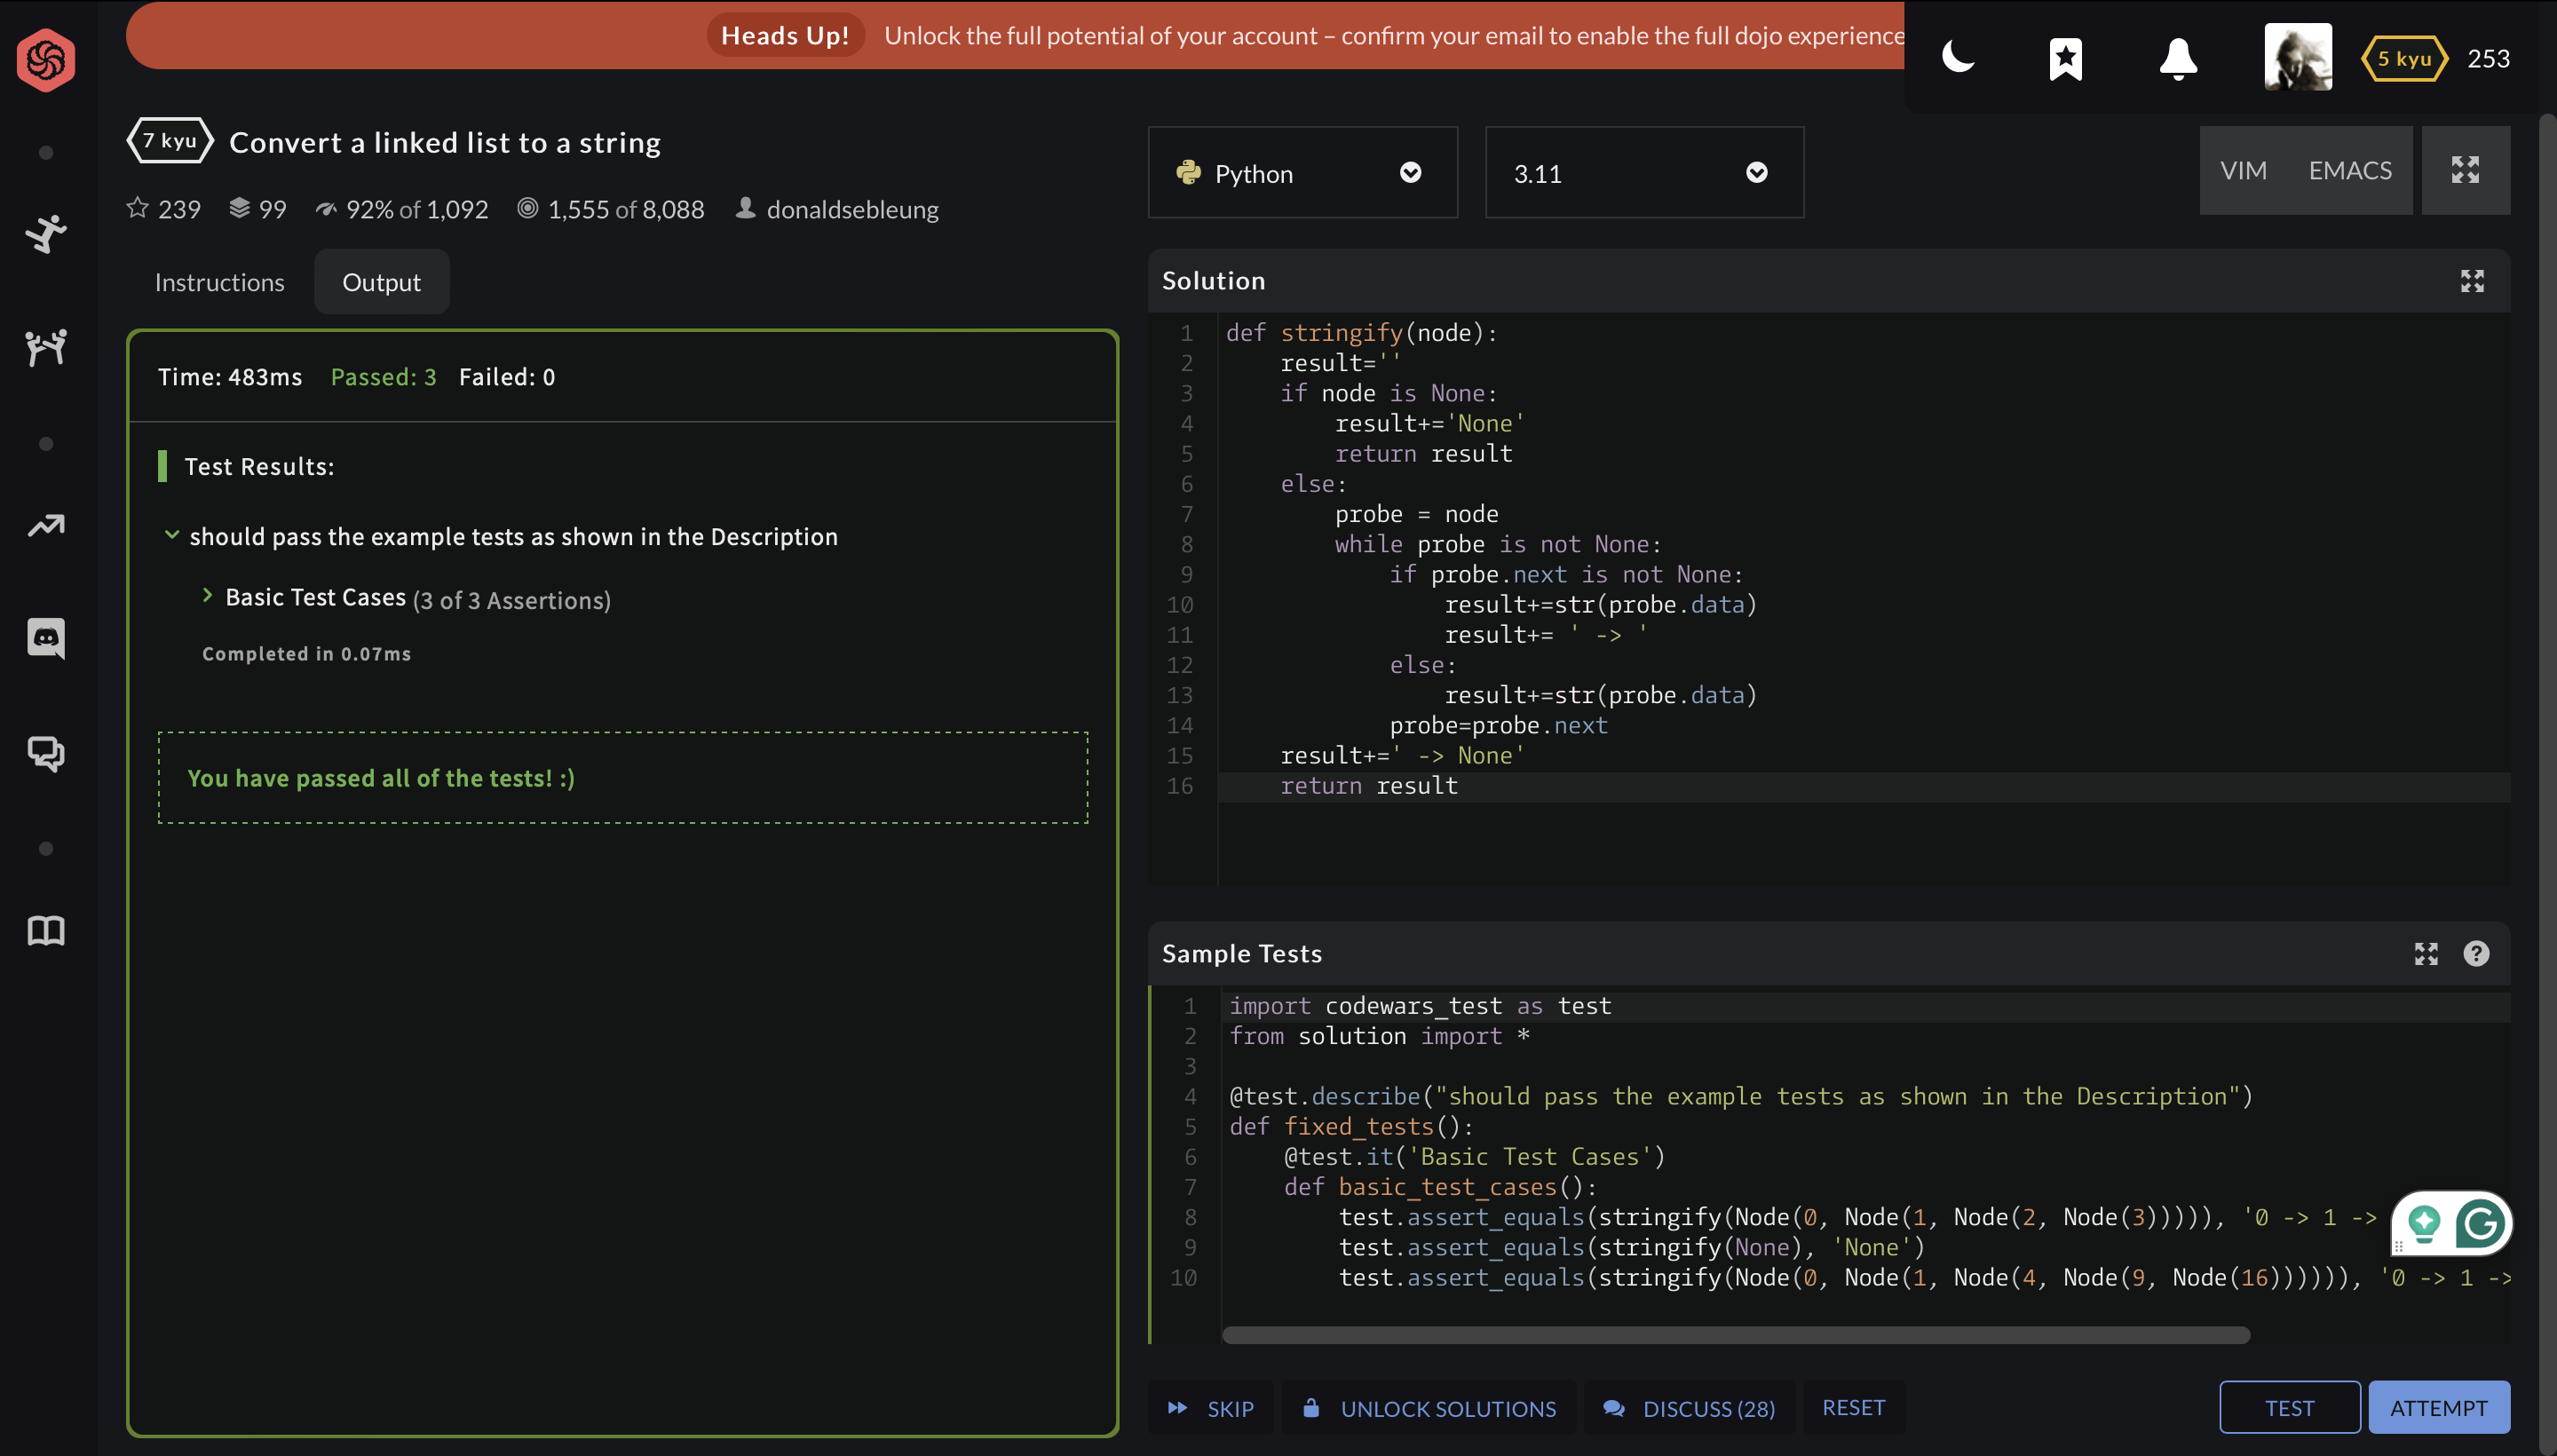 Heads Up! Unlock the full potential of your account – confirm your email to enable the full dojo experience
5 kyu 253
7 kyu Convert a linked list to a string
239 99 92% of 1,092 1,555 of 8,088 donaldsebleung
Instructions Output
Time: 483ms Passed: 3 Failed: 0
Test Results:
should pass the example tests as shown in the Description
Basic Test Cases (3 of 3 Assertions)
Completed in 0.07ms
You have passed all of the tests! :)
Python 3.11 VIM EMACS
Solution
1 def stringify(node):
2     result=''
3     if node is None:
4         result+='None'
5         return result
6     else:
7         probe = node
8         while probe is not None:
9             if probe.next is not None:
10                 result+=str(probe.data)
11                 result+= ' -> '
12             else:
13                 result+=str(probe.data)
14             probe=probe.next
15     result+=' -> None'
16     return result
Sample Tests
1 import codewars_test as test
2 from solution import *
3
4 @test.describe("should pass the example tests as shown in the Description")
5 def fixed_tests():
6     @test.it('Basic Test Cases')
7     def basic_test_cases():
8         test.assert_equals(stringify(Node(0, Node(1, Node(2, Node(3))))), '0 -> 1 ->
9         test.assert_equals(stringify(None), 'None')
10         test.assert_equals(stringify(Node(0, Node(1, Node(4, Node(9, Node(16)))))), '0 -> 1 ->
SKIP UNLOCK SOLUTIONS DISCUSS (28) RESET TEST ATTEMPT